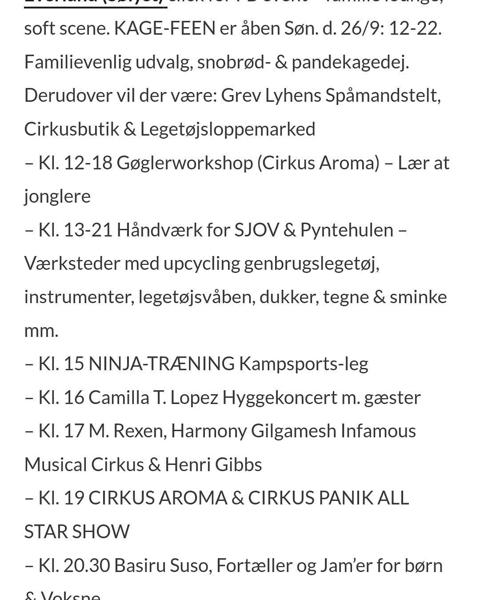 soft scene. KAGE-FEEN er åben Søn. d. 26/9: 12-22.
Familievenlig udvalg, snobrød- & pandekagedej.
Derudover vil der være: Grev Lyhens Spåmandstelt,
Cirkusbutik & Legetøjsloppemarked
– Kl. 12-18 Gøglerworkshop (Cirkus Aroma) – Lær at
jonglere
– Kl. 13-21 Håndværk for SJOV & Pyntehulen –
Værksteder med upcycling genbrugslegetøj,
instrumenter, legetøjsvåben, dukker, tegne & sminke
mm.
– Kl. 15 NINJA-TRÆNING Kampsports-leg
– Kl. 16 Camilla T. Lopez Hyggekoncert m. gæster
– Kl. 17 M. Rexen, Harmony Gilgamesh Infamous
Musical Cirkus & Henri Gibbs
– Kl. 19 CIRKUS AROMA & CIRKUS PANIK ALL
STAR SHOW
– Kl. 20.30 Basiru Suso, Fortæller og Jam’er for børn
& Voksne